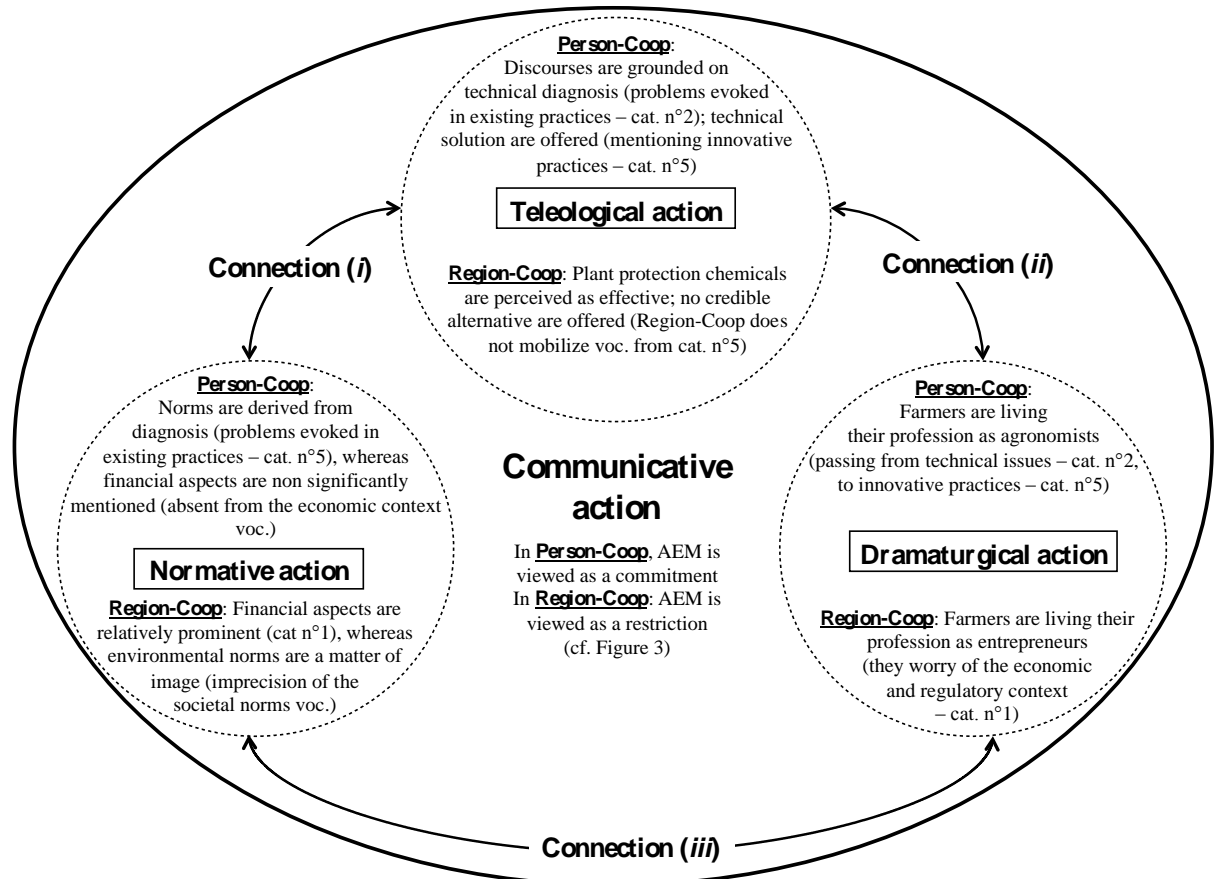 Person-Coop:
Discourses are grounded on
technical diagnosis (problems evoked
in existing practices – cat. n°2); technical
solution are offered (mentioning innovative
practices – cat. n°5)
Teleological action
Region-Coop: Plant protection chemicals
are perceived as effective; no credible
alternative are offered (Region-Coop does
not mobilize voc. from cat. n°5)
Connection (i)
Connection (ii)
Person-Coop:
Norms are derived from
diagnosis (problems evoked in
existing practices – cat. n°5), whereas
financial aspects are non significantly
mentioned (absent from the economic context
voc.)
Normative action
Region-Coop: Financial aspects are
relatively prominent (cat n°1), whereas
environmental norms are a matter of
image (imprecision of the
societal norms voc.)
Communicative
action
In Person-Coop, AEM is
viewed as a commitment
In Region-Coop: AEM is
viewed as a restriction
(cf. Figure 3)
Person-Coop:
Farmers are living
their profession as agronomists
(passing from technical issues – cat. n°2,
to innovative practices – cat. n°5)
Dramaturgical action
Region-Coop: Farmers are living their
profession as entrepreneurs
(they worry of the economic
and regulatory context
– cat. n°1)
Connection (iii)